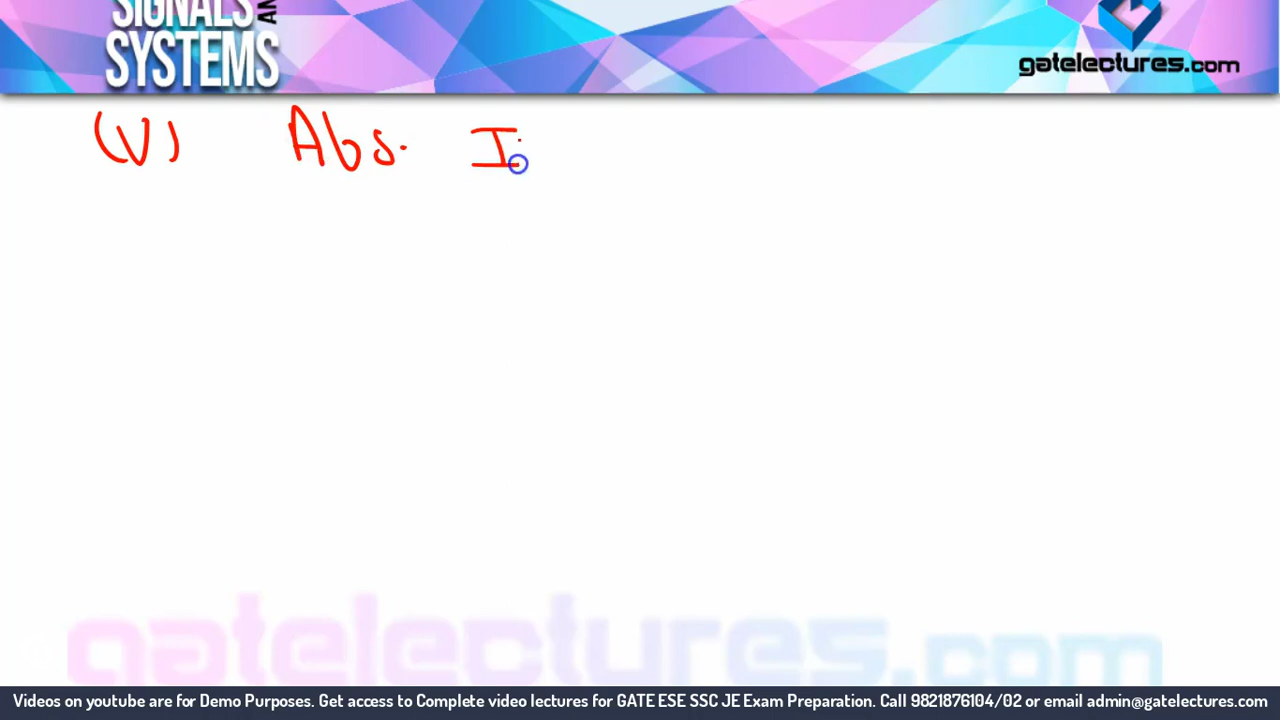 SIGNALS AND
SYSTEMS
gatelectures.com
(V) Abs. I
gatelectures.com
Videos on youtube are for Demo Purposes. Get access to Complete video lectures for GATE ESE SSC JE Exam Preparation. Call 9821876104/02 or email admin@gatelectures.com